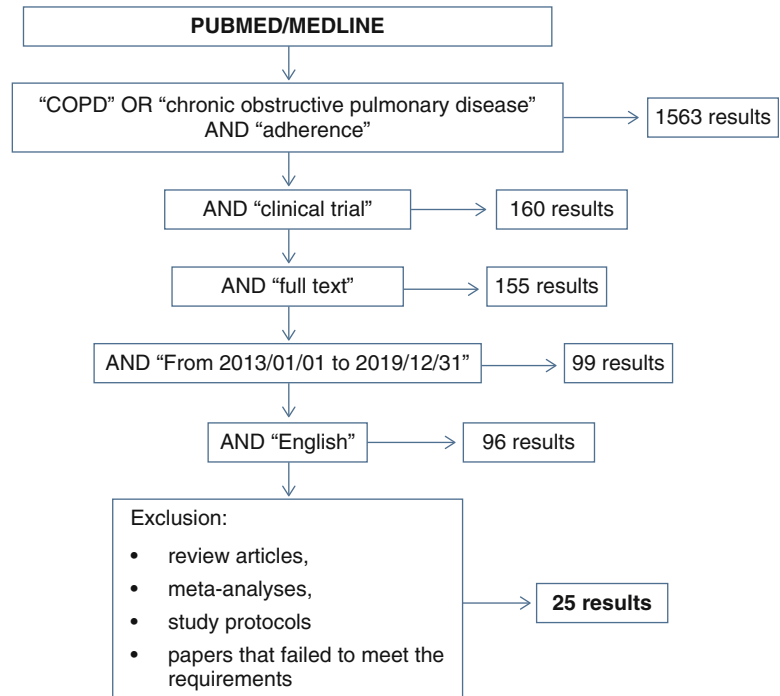 PUBMED/MEDLINE
“COPD” OR “chronic obstructive pulmonary disease”
AND “adherence”
1563 results
AND “clinical trial”
160 results
AND “full text”
155 results
AND “From 2013/01/01 to 2019/12/31”
99 results
AND “English”
96 results
Exclusion:
• review articles,
• meta-analyses,
• study protocols
• papers that failed to meet the
requirements
25 results